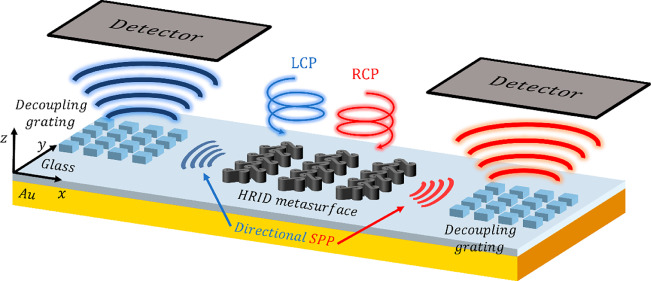 Detector
LCP
RCP
Detector
Decoupling
grating
z
y
Glass
Au
x
HRID metasurface
Directional SPP
Decoupling
grating